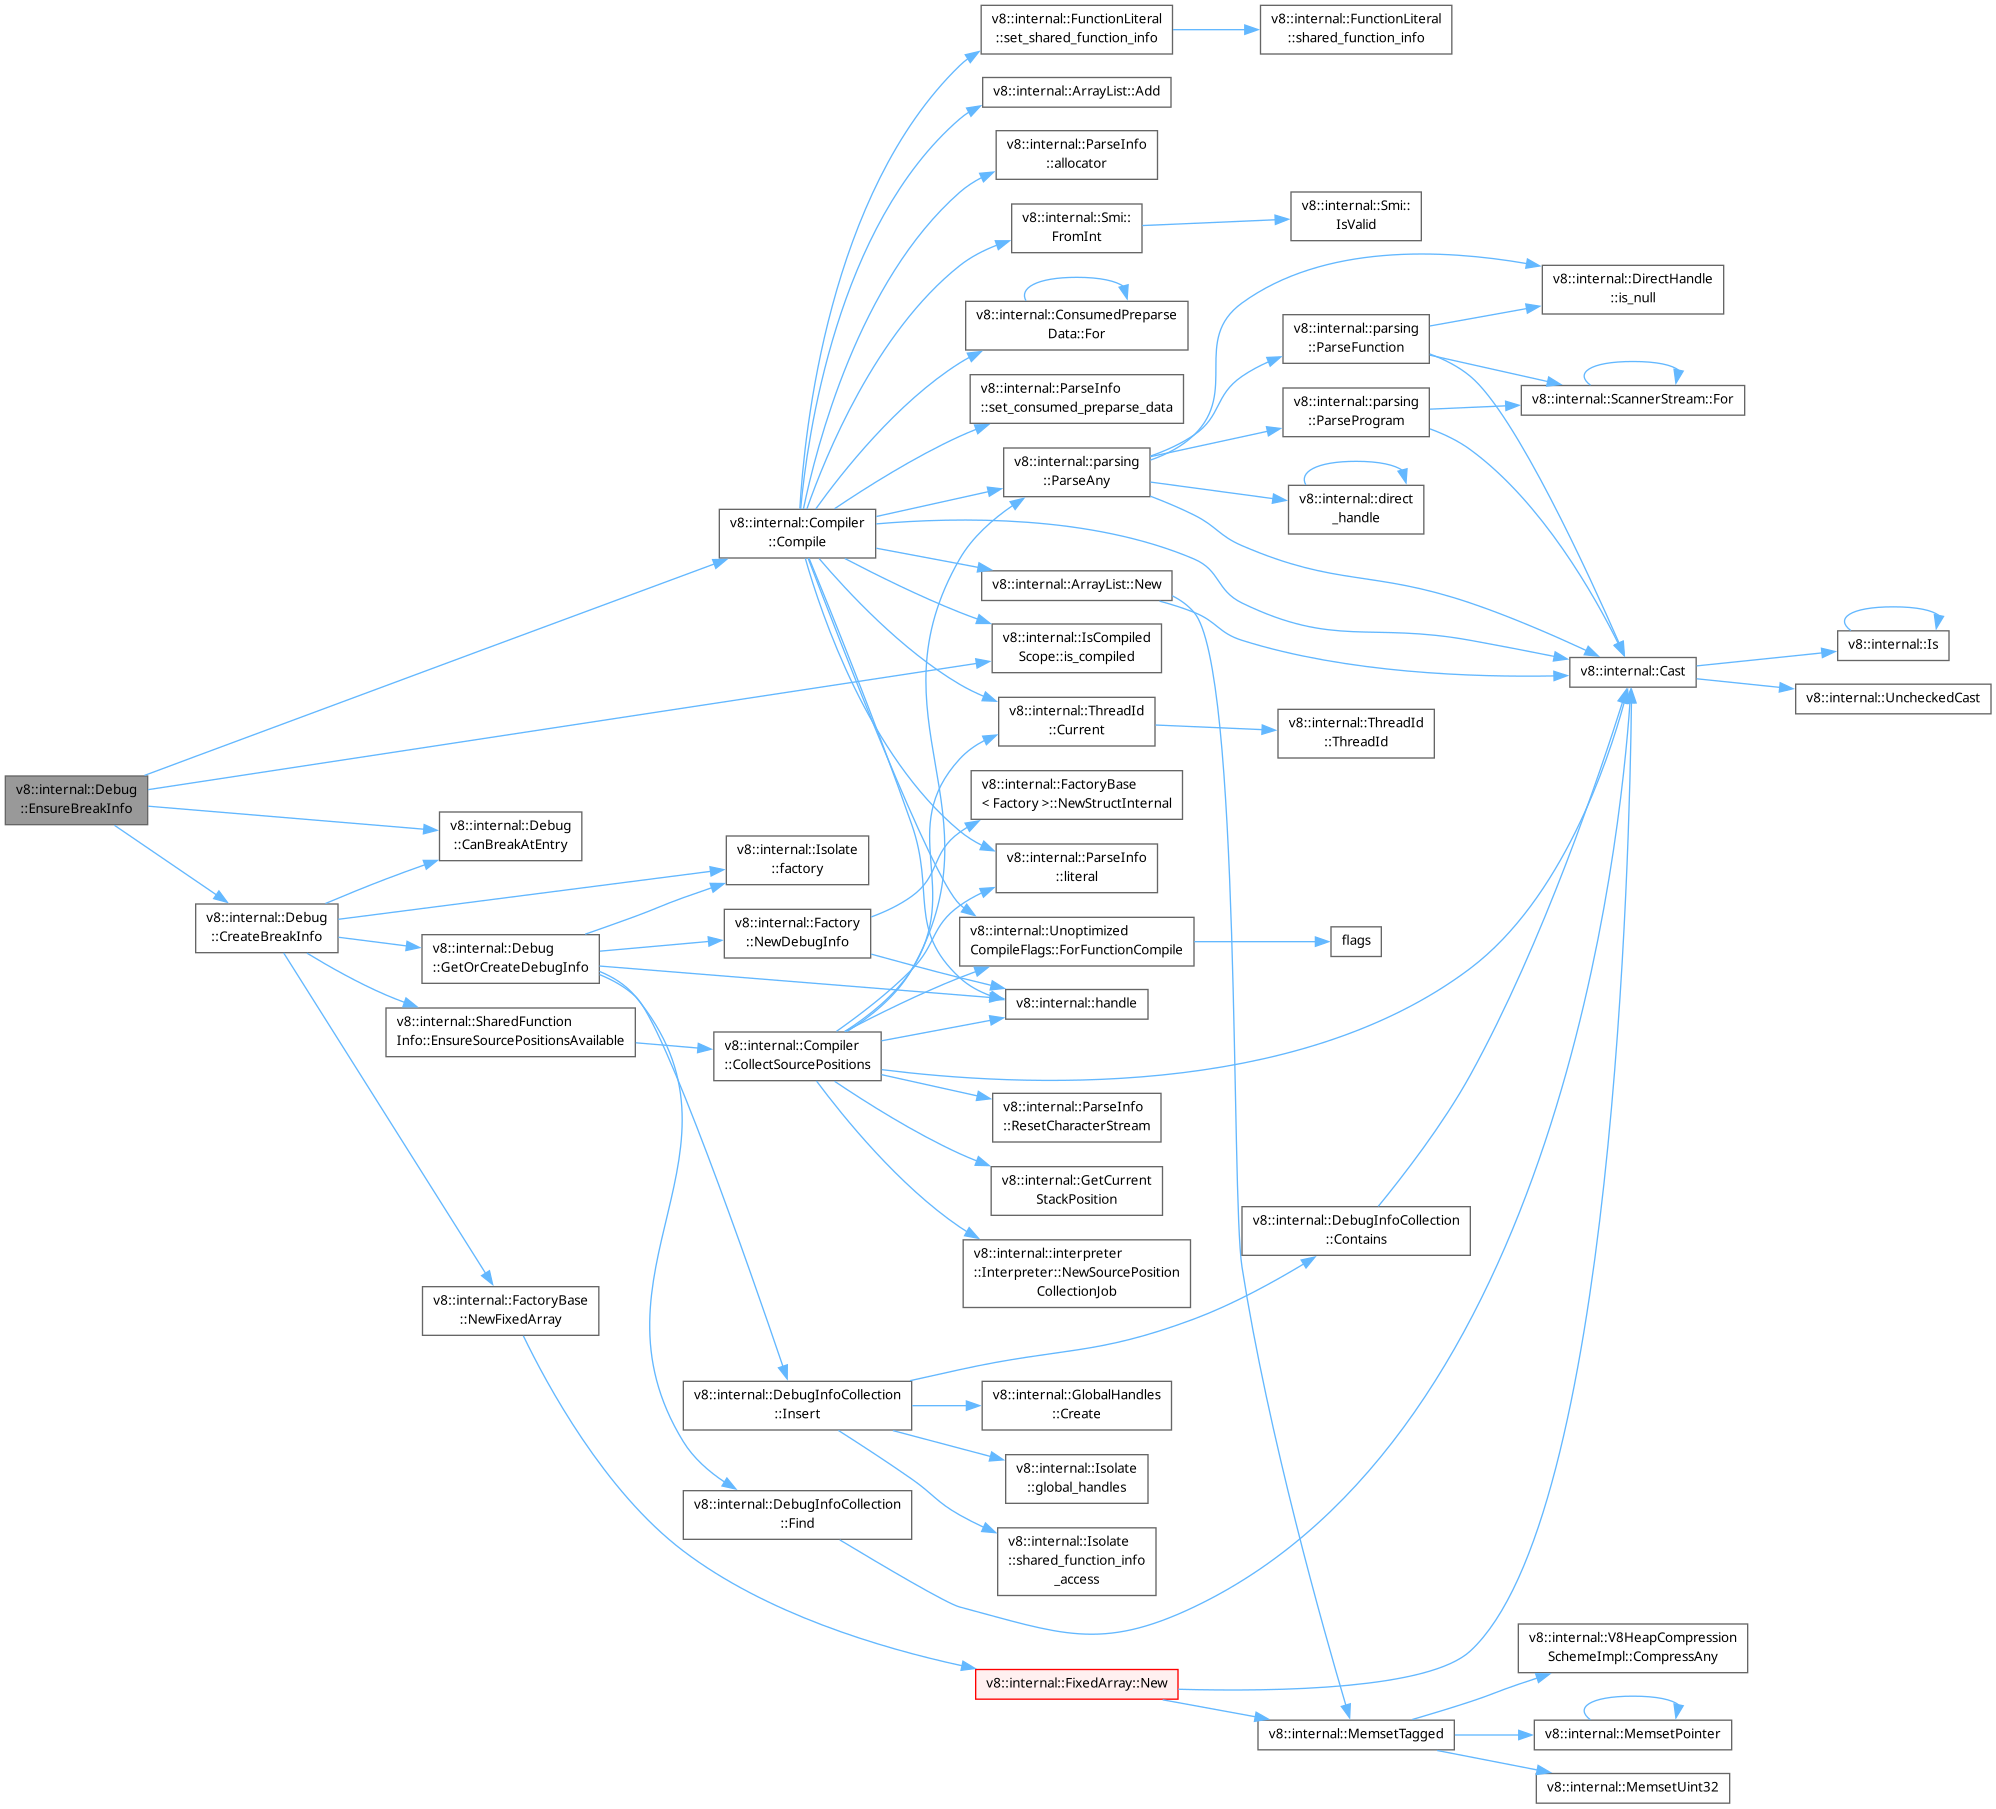 v8::internal::FunctionLiteral
::set_shared_function_info
v8::internal::FunctionLiteral
::shared_function_info
v8::internal::ArrayList::Add
v8::internal::ParseInfo
::allocator
v8::internal::Smi::
FromInt
v8::internal::Smi::
IsValid
v8::internal::DirectHandle
::is_null
v8::internal::ConsumedPreparse
Data::For
v8::internal::parsing
::ParseFunction
v8::internal::ParseInfo
::set_consumed_preparse_data
v8::internal::parsing
::ParseProgram
v8::internal::ScannerStream::For
v8::internal::parsing
::ParseAny
v8::internal::direct
_handle
v8::internal::Compiler
::Compile
v8::internal::ArrayList::New
v8::internal::IsCompiled
Scope::is_compiled
v8::internal::Is
v8::internal::Cast
v8::internal::UncheckedCast
v8::internal::ThreadId
::Current
v8::internal::ThreadId
::ThreadId
v8::internal::Debug
::EnsureBreakInfo
v8::internal::FactoryBase
< Factory >::NewStructInternal
v8::internal::Debug
::CanBreakAtEntry
v8::internal::Isolate
::factory
v8::internal::ParseInfo
::literal
v8::internal::Debug
::CreateBreakInfo
v8::internal::Factory
::NewDebugInfo
v8::internal::Unoptimized
CompileFlags::ForFunctionCompile
flags
v8::internal::Debug
::GetOrCreateDebugInfo
v8::internal::handle
v8::internal::SharedFunction
Info::EnsureSourcePositionsAvailable
v8::internal::Compiler
::CollectSourcePositions
v8::internal::ParseInfo
::ResetCharacterStream
v8::internal::GetCurrent
StackPosition
v8::internal::DebugInfoCollection
::Contains
v8::internal::interpreter
::Interpreter::NewSourcePosition
CollectionJob
v8::internal::FactoryBase
::NewFixedArray
v8::internal::DebugInfoCollection
::Insert
v8::internal::GlobalHandles
::Create
v8::internal::Isolate
::global_handles
v8::internal::DebugInfoCollection
::Find
v8::internal::Isolate
::shared_function_info
_access
v8::internal::V8HeapCompression
SchemeImpl::CompressAny
v8::internal::FixedArray::New
v8::internal::MemsetTagged
v8::internal::MemsetPointer
v8::internal::MemsetUint32